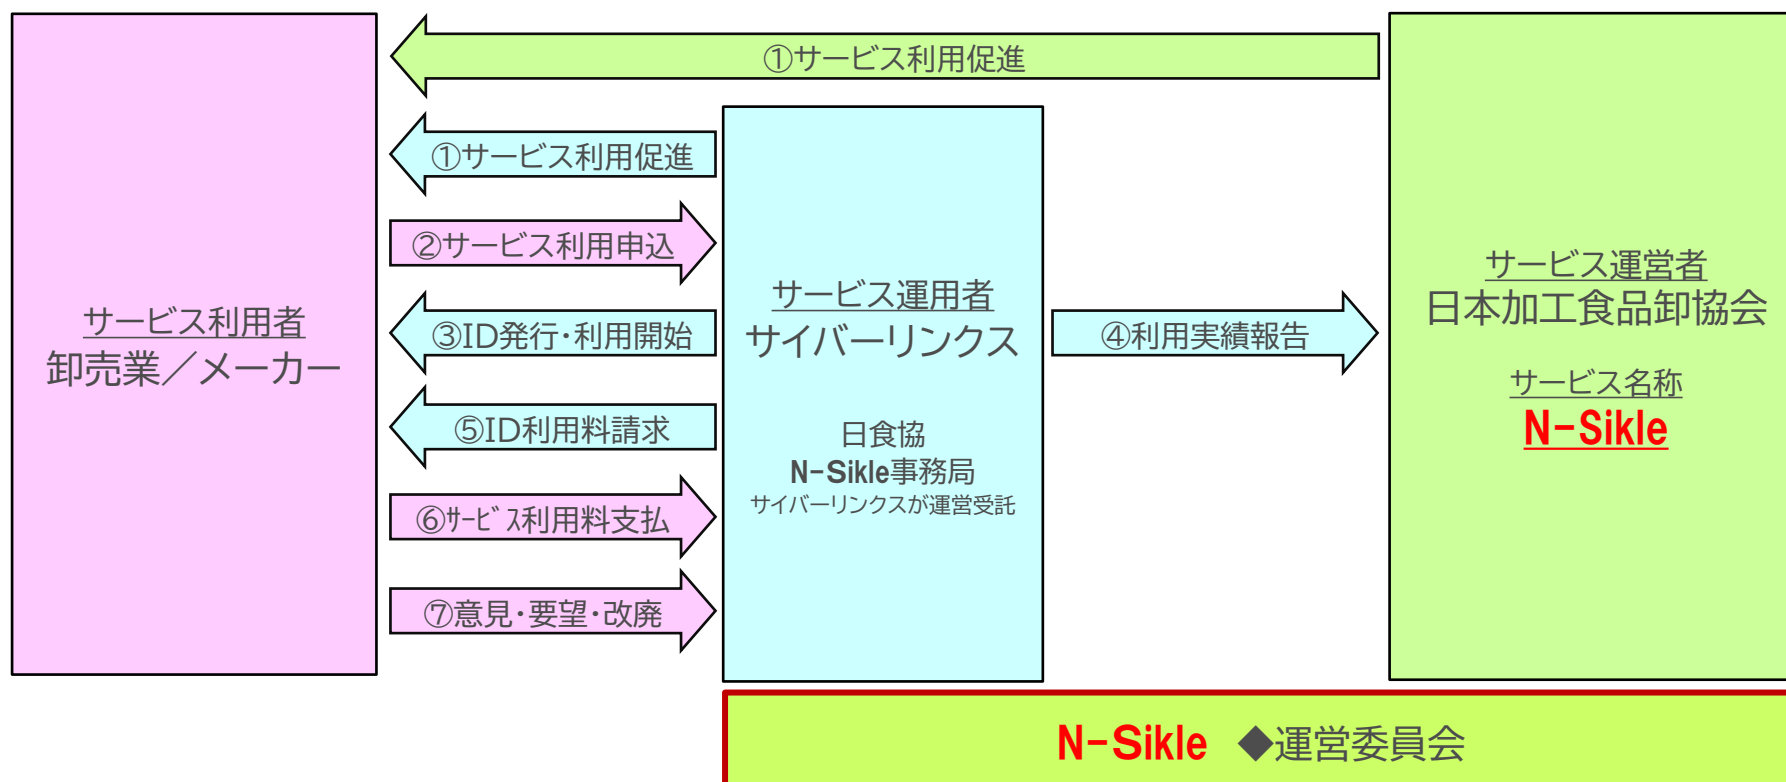 ①サービス利用促進
①サービス利用促進
②サービス利用申込
③ID発行・利用開始
⑤ID利用料請求
⑥ｻｰﾋﾞｽ利用料支払
⑦意見・要望・改廃
サービス利用者
卸売業／メーカー
サービス運用者
サイバーリンクス
日食協
N-Sikle事務局
サイバーリンクスが運営受託
④利用実績報告
サービス運営者
日本加工食品卸協会
サービス名称
N-Sikle
N-Sikle ◆運営委員会